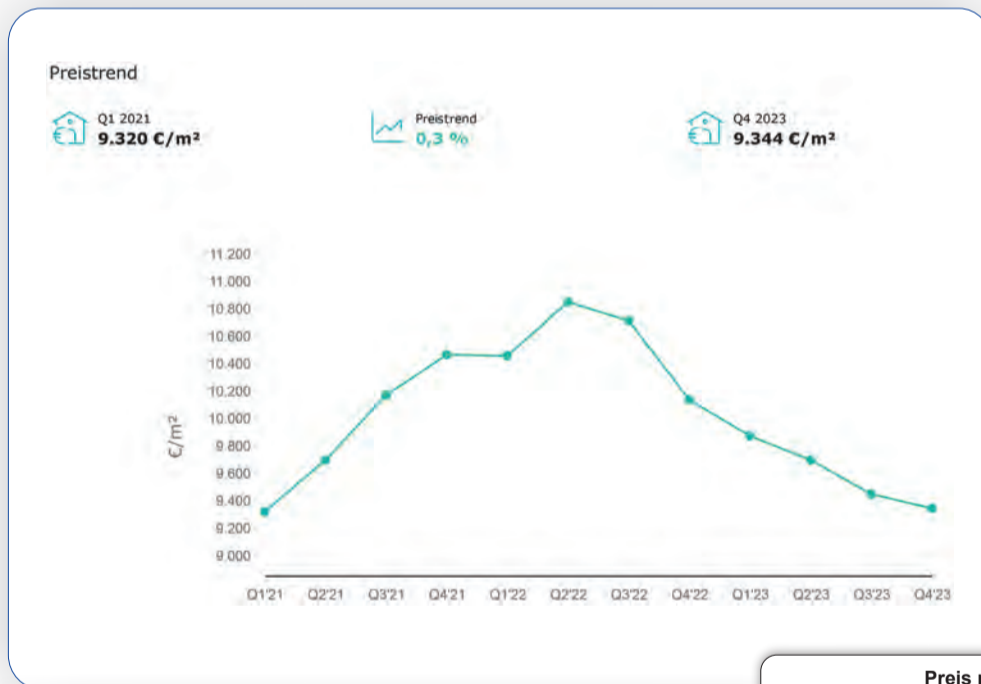 Preistrend
Q1 2021
9.320 €/m²
Preistrend
0,3 %
Q4 2023
9.344 €/m²
11.200
11.000
10.800
10.600
10.400
10.200
10.000
9.800
9.600
9.400
9.200
9.000
€/m²
Q1'21 Q2'21 Q3'21 Q4'21 Q1'22 Q2'22 Q3'22 Q4'22 Q1'23 Q2'23 Q3'23 Q4'23
Preis